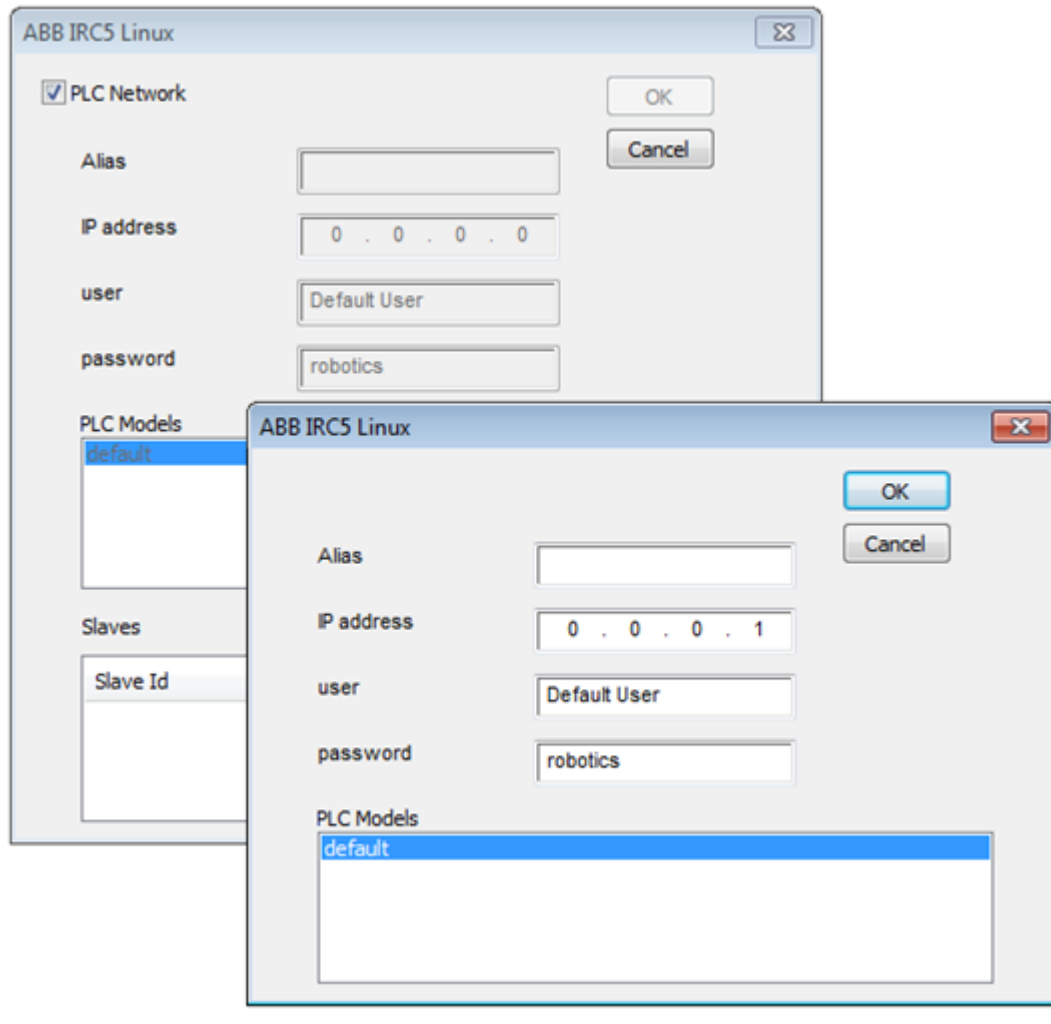 ABB IRC5 Linux
PLC Network
OK
Cancel
Alias
IP address
0 . 0 . 0 . 0
user
Default User
password
robotics
PLC Models
default
Slaves
Slave Id
ABB IRC5 Linux
OK
Cancel
Alias
IP address
0 . 0 . 0 . 1
user
Default User
password
robotics
PLC Models
default